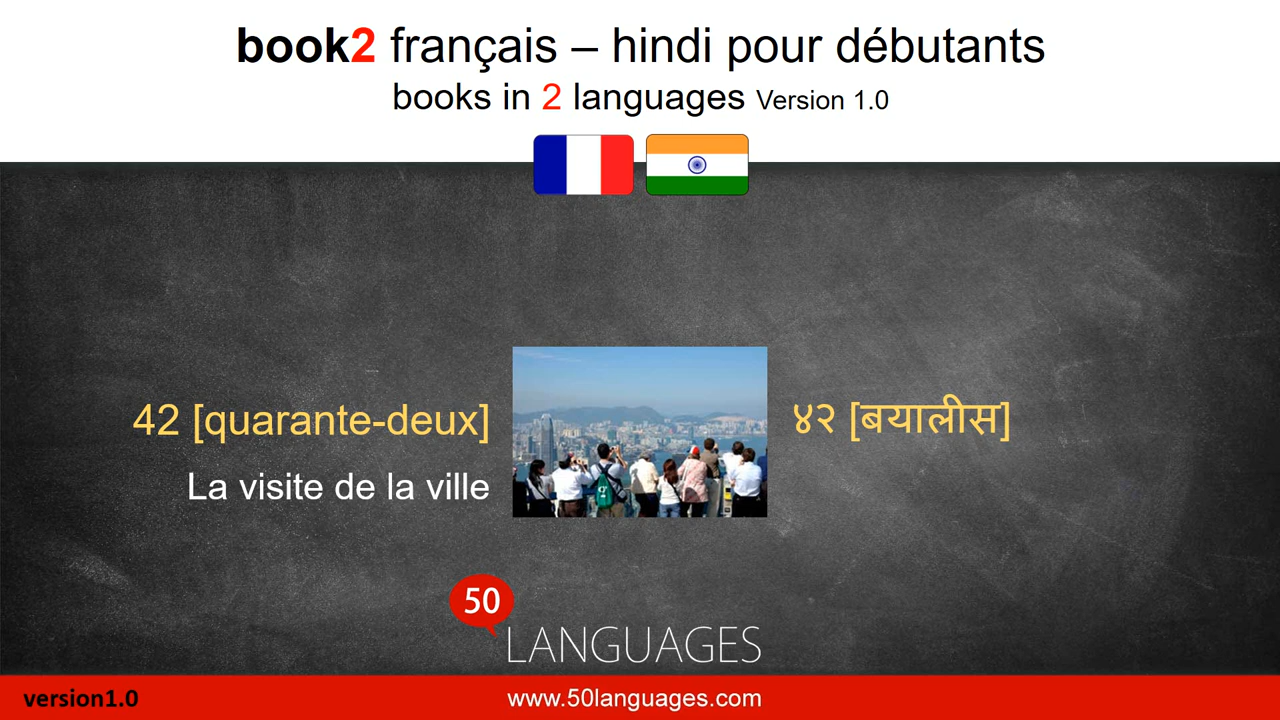 book2 français – hindi pour débutants
books in 2 languages Version 1.0
42 [quarante-deux]
La visite de la ville
४२ [बयालीस]
50
LANGUAGES
version1.0
www.50languages.com